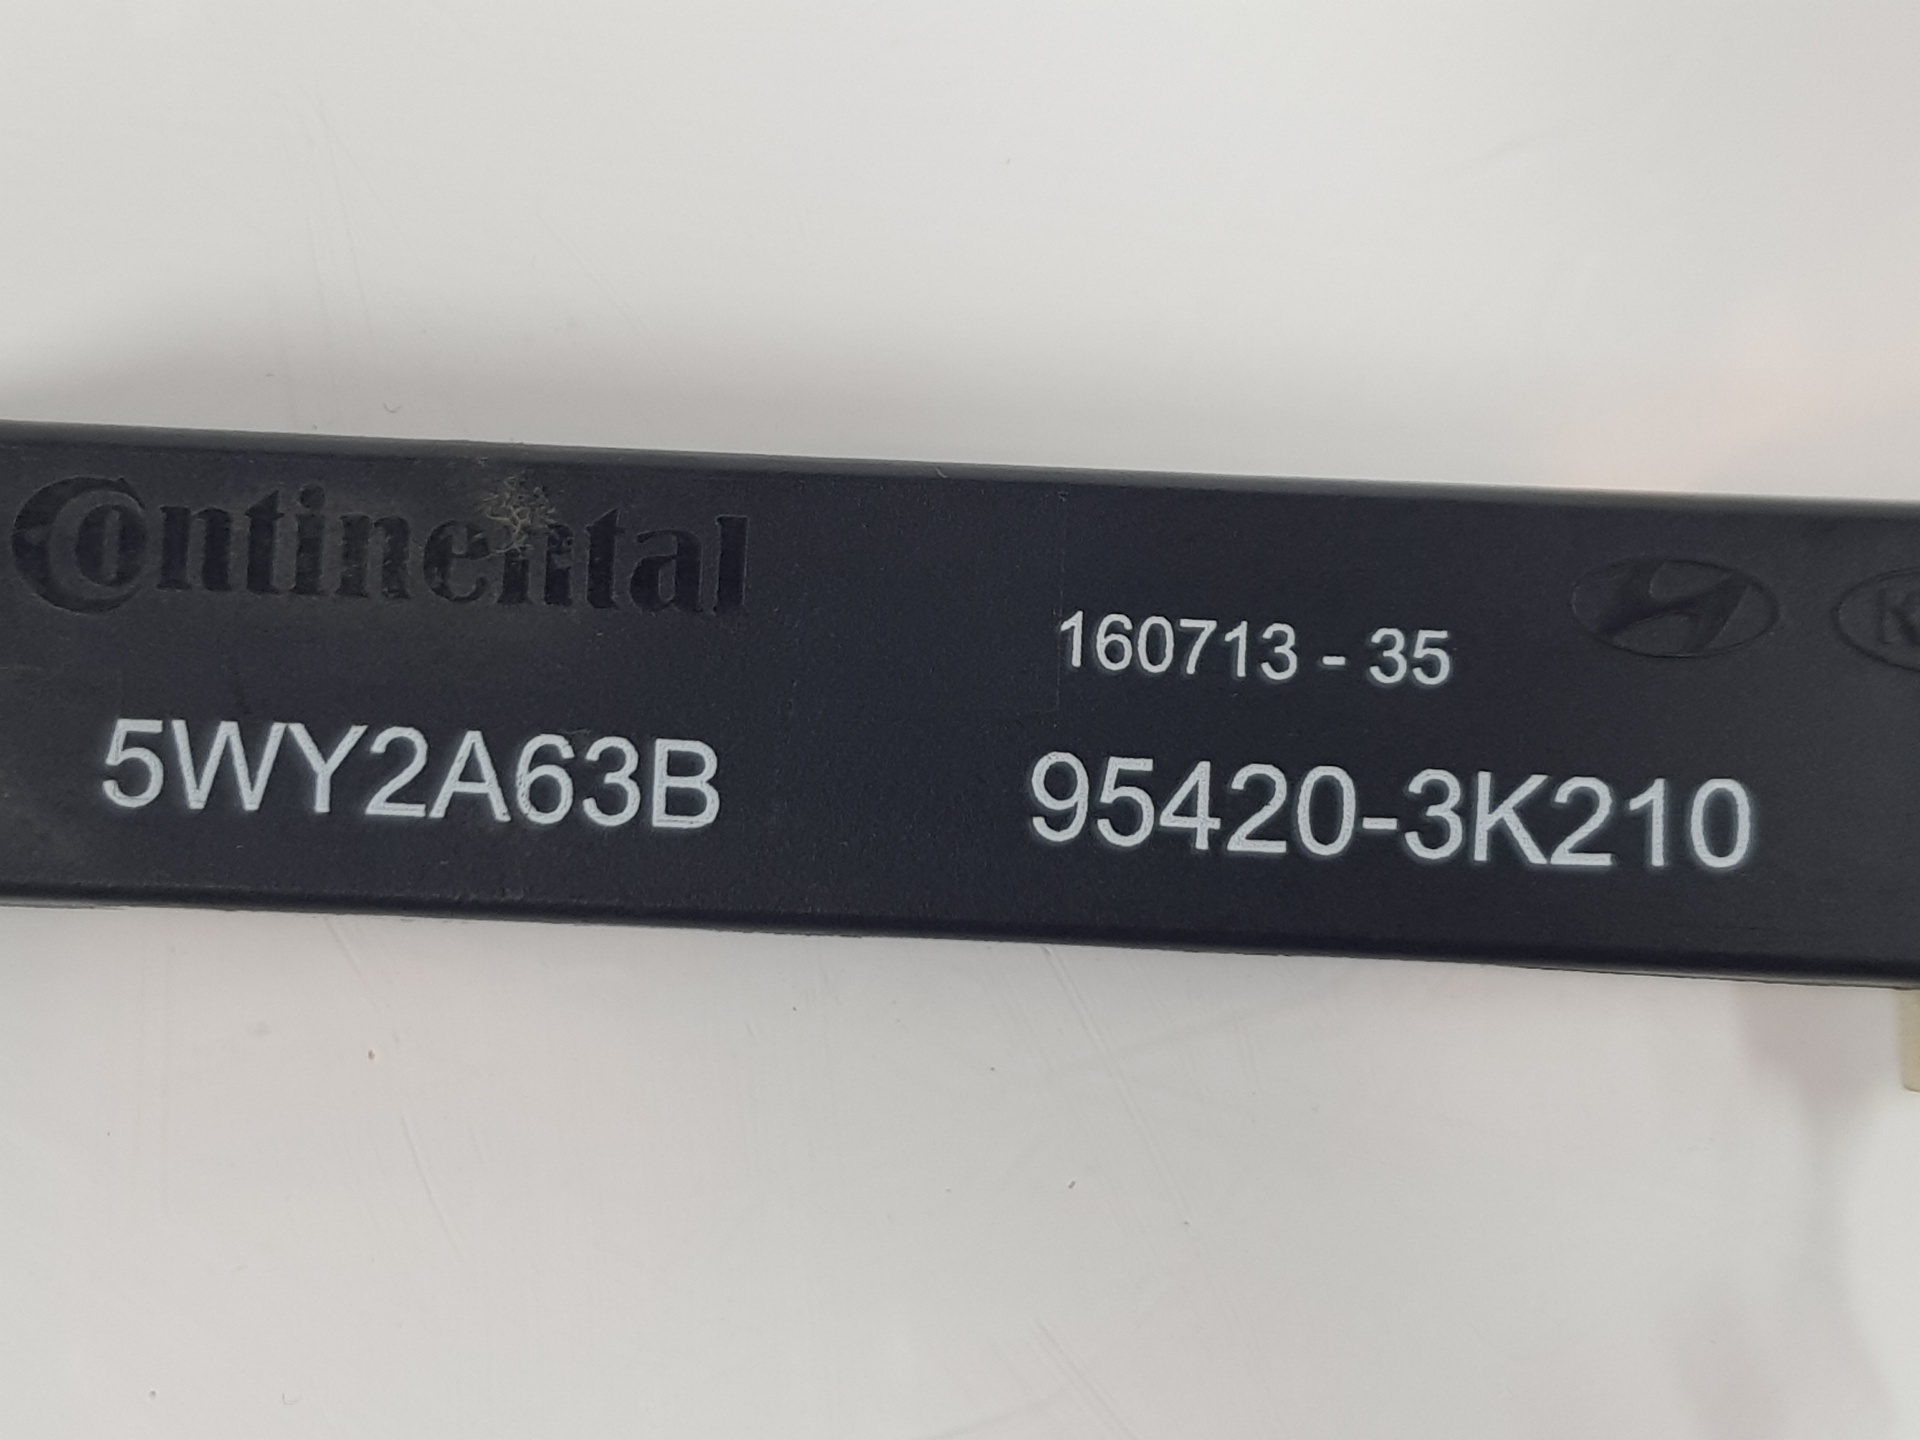 Continental
160713 - 35
5WY2A63B
95420-3K210